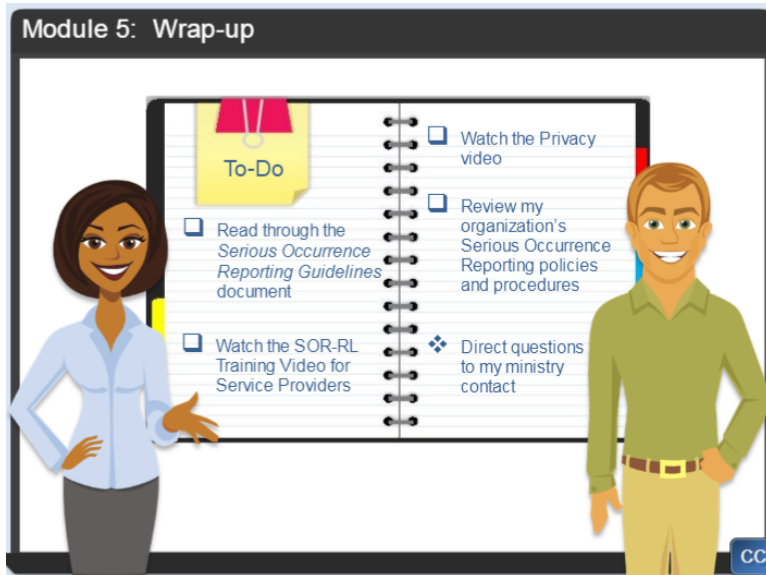 Module 5: Wrap-up
To-Do
Read through the
Serious Occurrence
Reporting Guidelines
document
Watch the SOR-RL
Training Video for
Service Providers
Watch the Privacy
video
Review my
organization's
Serious Occurrence
Reporting policies
and procedures
Direct questions
to my ministry
contact
CC